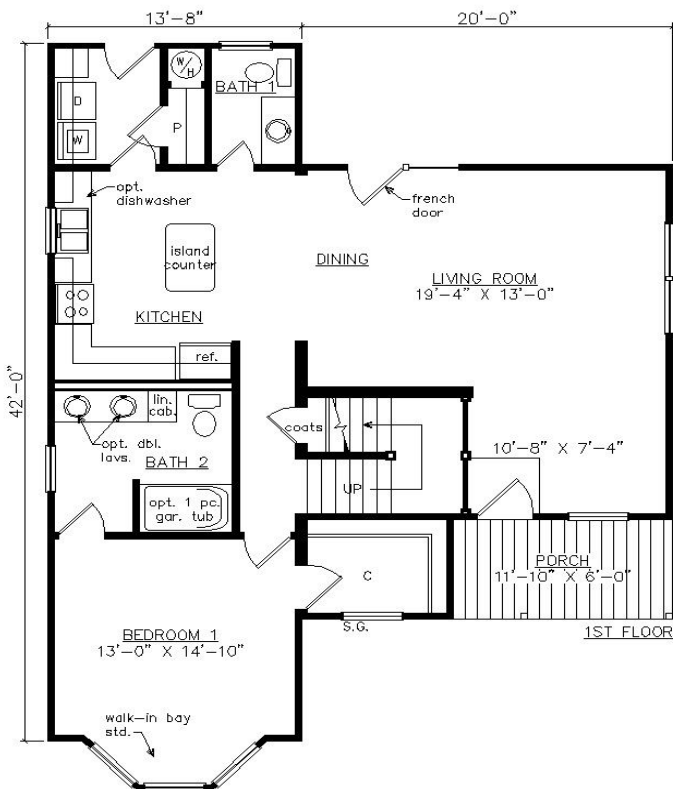 13'-8"
20'-0"
W/
H
BATH 1
D
W
P
opt.
dishwasher
french
door
island
counter
DINING
LIVING ROOM
19'-4" X 13'-0"
KITCHEN
ref.
42'-0"
lin.
cab.
coats
opt. dbl.
lavs.
BATH 2
10'-8" X 7'-4"
UP
opt. 1 pc.
gar. tub
C
PORCH
11'-10" X 6'-0"
S.G.
1ST FLOOR
BEDROOM 1
13'-0" X 14'-10"
walk-in bay
std.